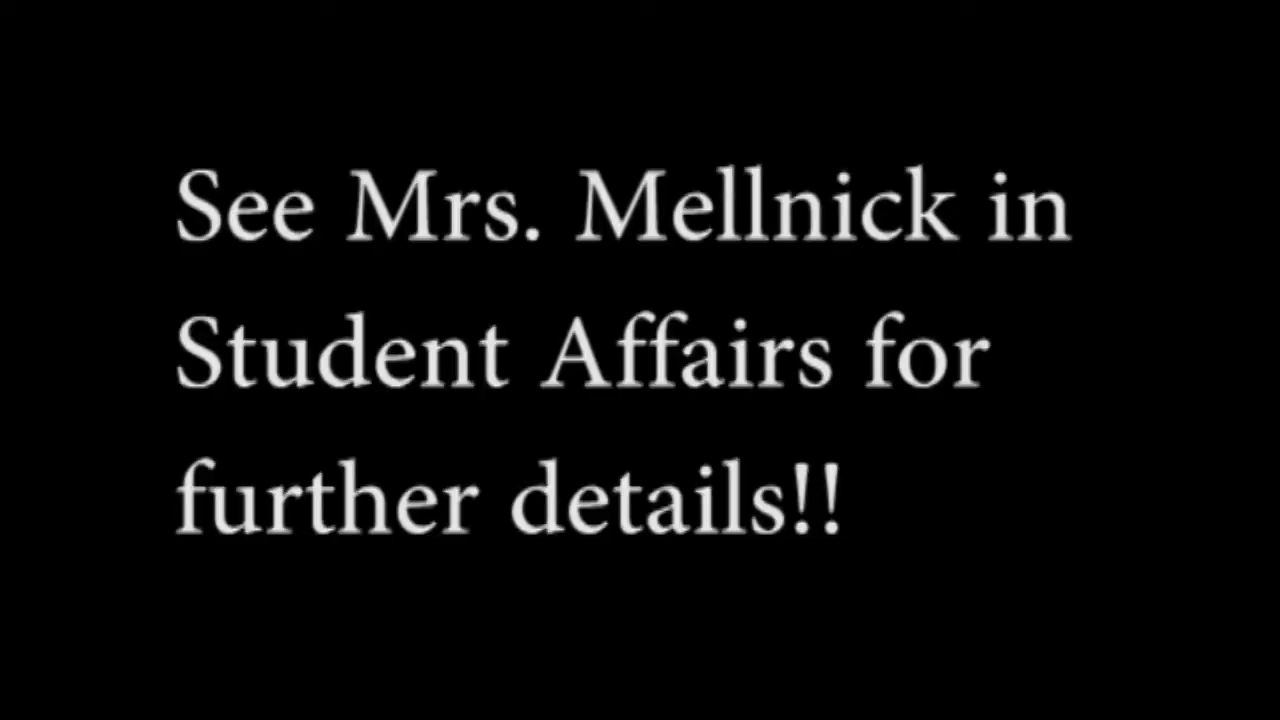 See Mrs. Mellnick in
Student Affairs for
further details!!